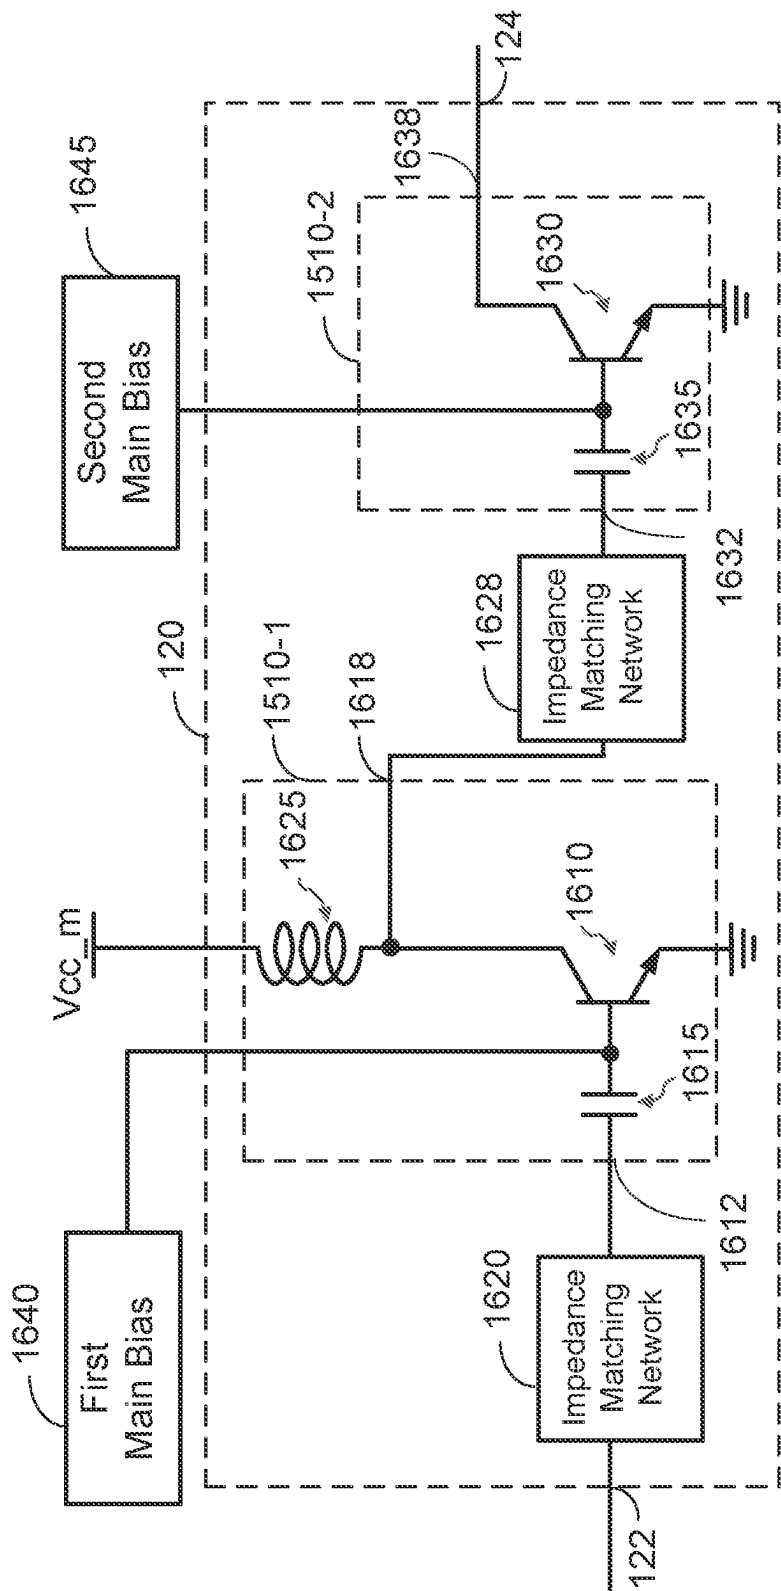 First
Main Bias
1640
Vcc_m
Second
Main Bias
1645
120
1510-1
1625
1618
1510-2
1638
124
122
Impedance
Matching
Network
1620
1612
1615
1610
Impedance
Matching
Network
1628
1632
1635
1630